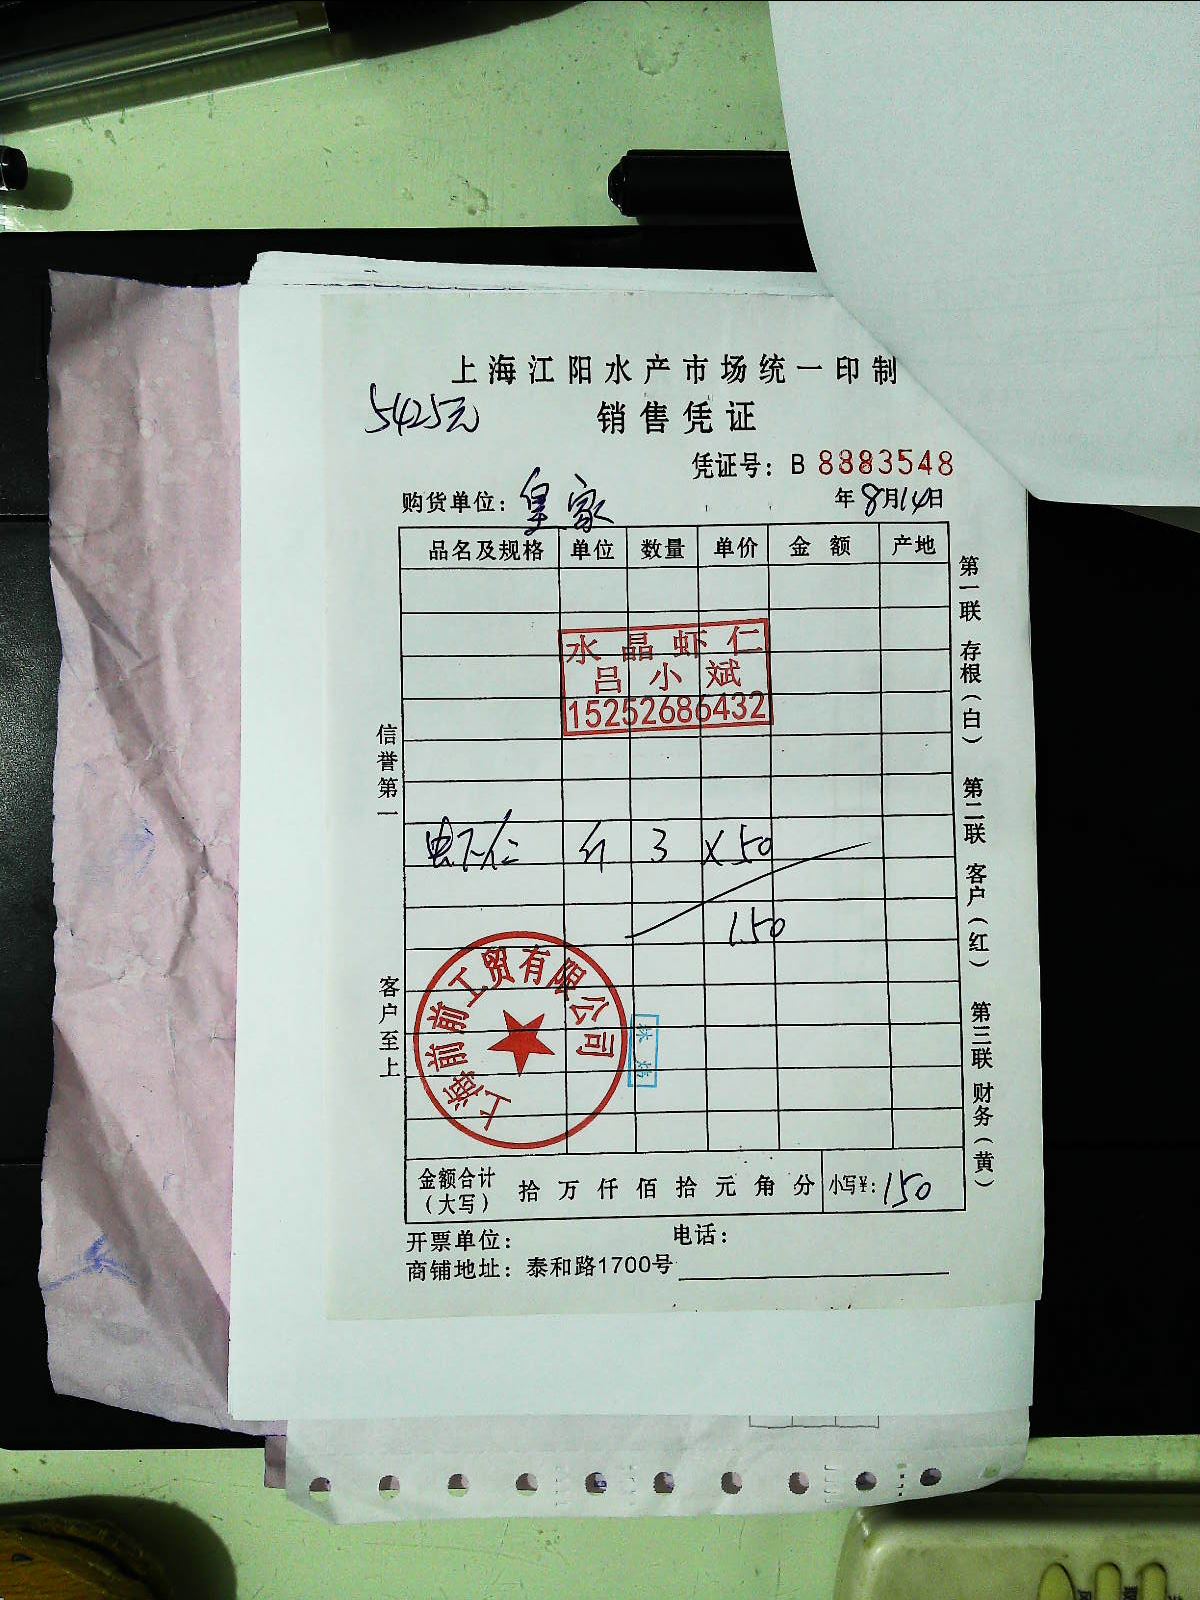 上海江阳水产市场统一印制
5425元
销售凭证
凭证号：B 8883548
购货单位：皇家
年8月14日
品名及规格 单位 数量 单价 金额 产地
水晶虾仁
吕小斌
15252686432
虾仁 斤 3 x50
150
上海前前工贸有限公司
金额合计（大写） 拾万仟佰拾元角分 小写¥：150
开票单位： 电话：
商铺地址：泰和路1700号
信誉第一 客户至上
第一联 存根（白） 第二联 客户（红） 第三联 财务（黄）